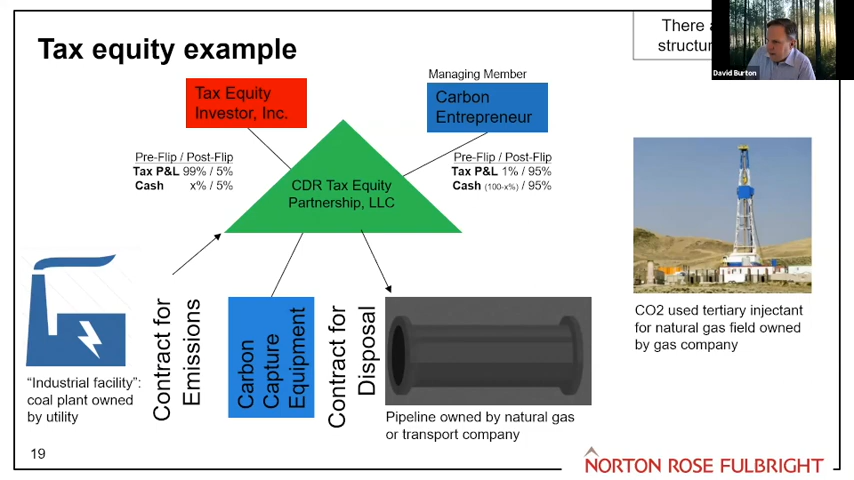 Tax equity example
There
structur
David Burton
Tax Equity
Investor, Inc.
Managing Member
Carbon
Entrepreneur
Pre-Flip / Post-Flip
Tax P&L 99% / 5%
Cash x% / 5%
Pre-Flip / Post-Flip
Tax P&L 1% / 95%
Cash (100-x%) / 95%
CDR Tax Equity
Partnership, LLC
Contract for
Emissions
Carbon
Capture
Equipment
Contract for
Disposal
"Industrial facility":
coal plant owned
by utility
Pipeline owned by natural gas
or transport company
CO2 used tertiary injectant
for natural gas field owned
by gas company
19
NORTON ROSE FULBRIGHT